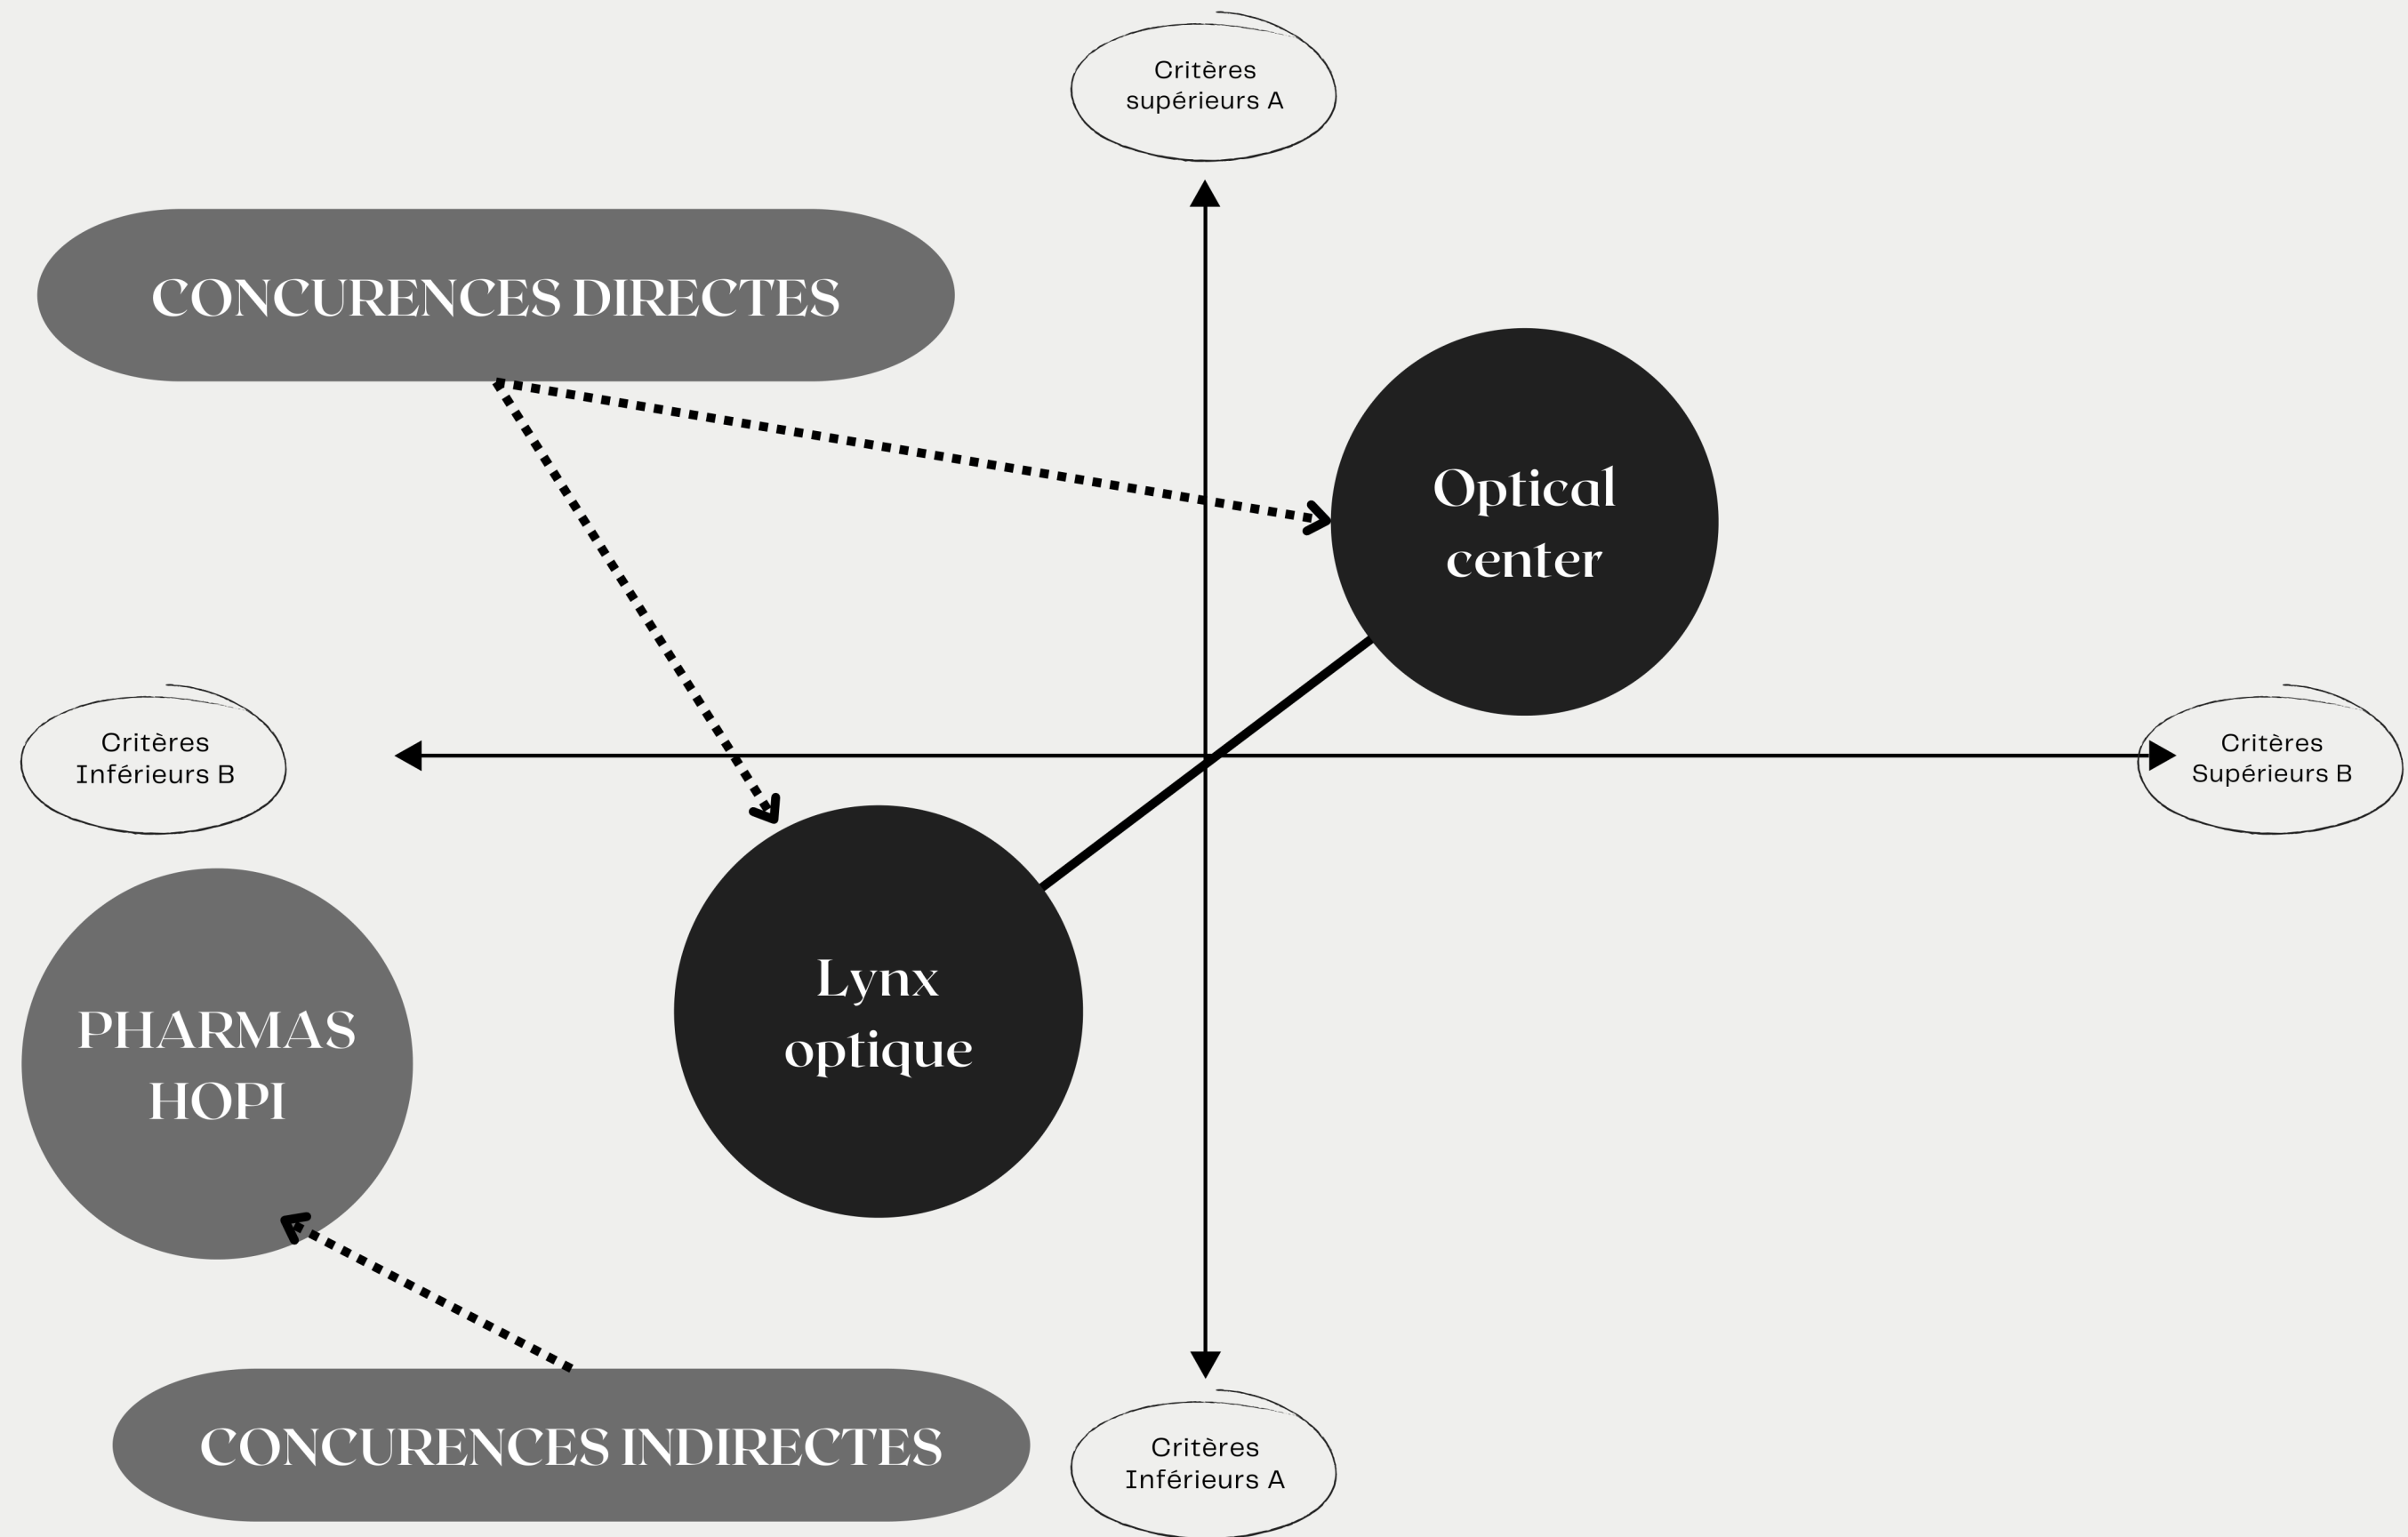 Critères
supérieurs A
CONCURENCES DIRECTES
Optical
center
Critères
Inférieurs B
Critères
Supérieurs B
Lynx
optique
PHARMAS
HOPI
CONCURENCES INDIRECTES
Critères
Inférieurs A